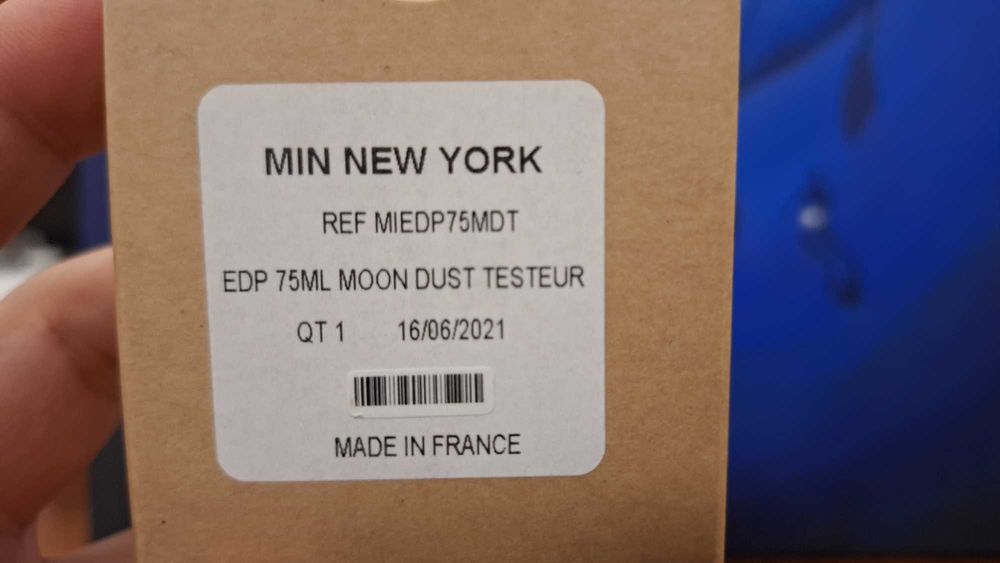 MIN NEW YORK
REF MIEDP75MDT
EDP 75ML MOON DUST TESTEUR
QT 1 16/06/2021
MADE IN FRANCE